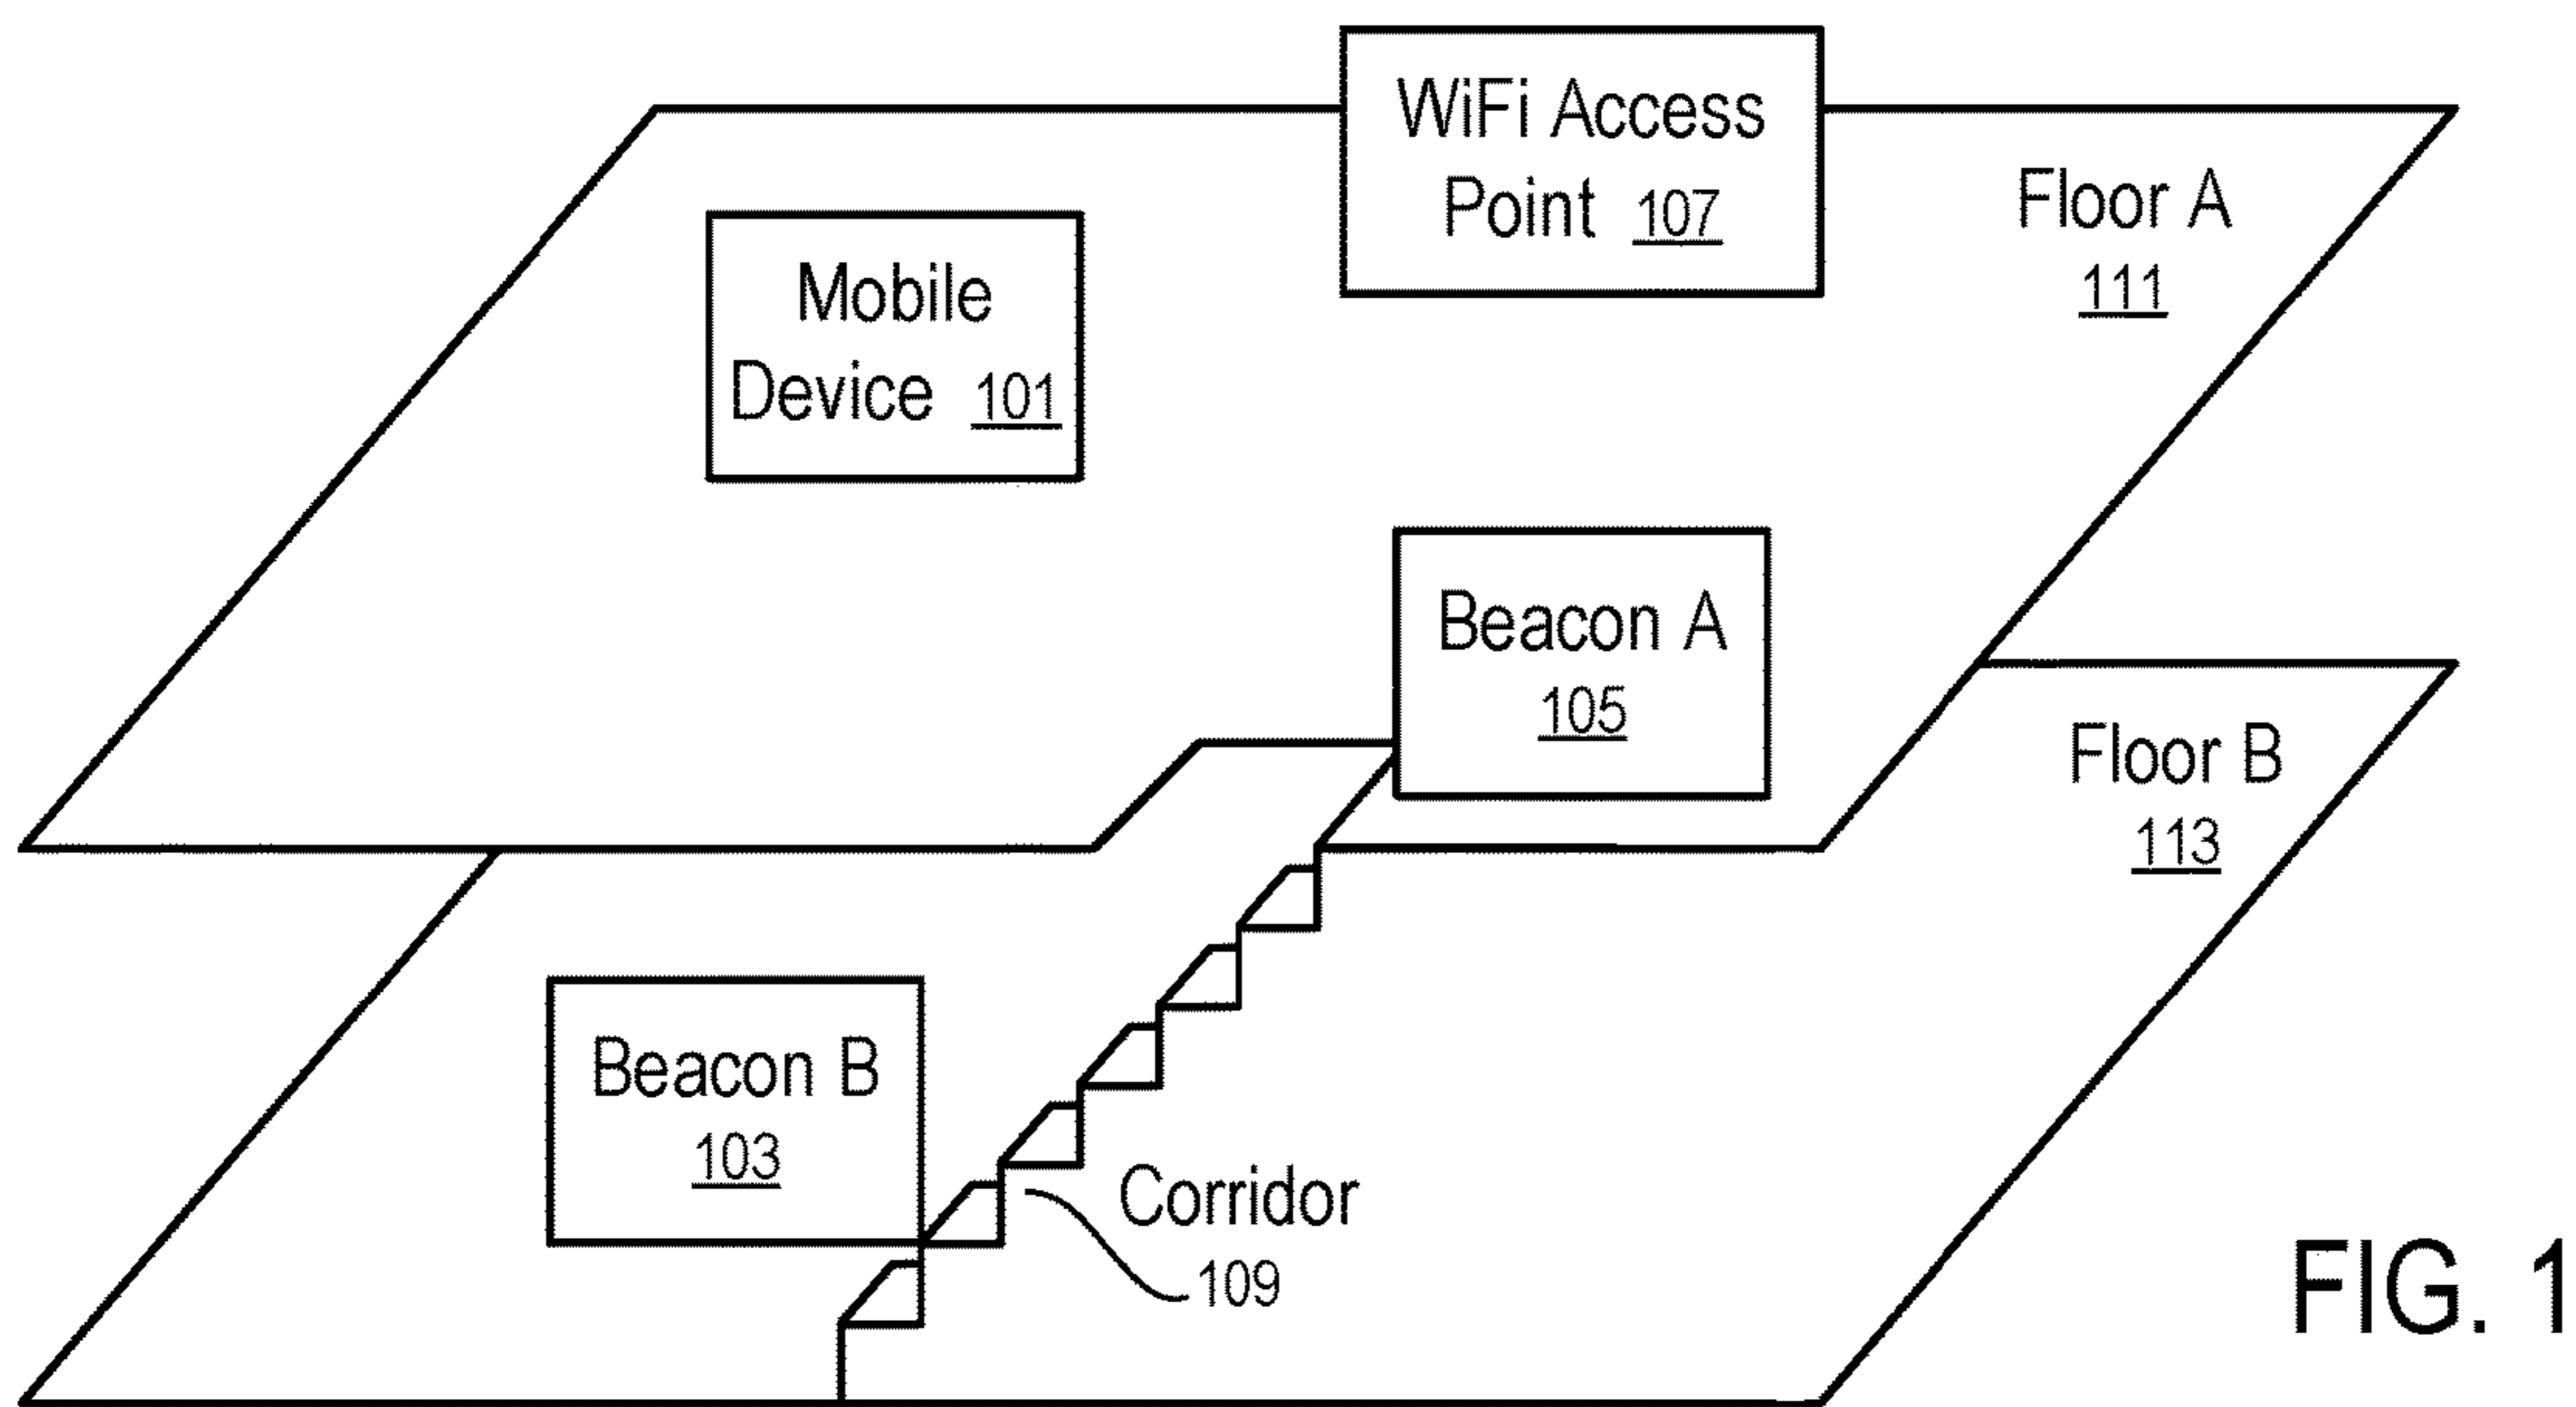 WiFi Access
Point 107
Floor A
111
Mobile
Device 101
Beacon A
105
Floor B
113
Beacon B
103
Corridor
109
FIG. 1